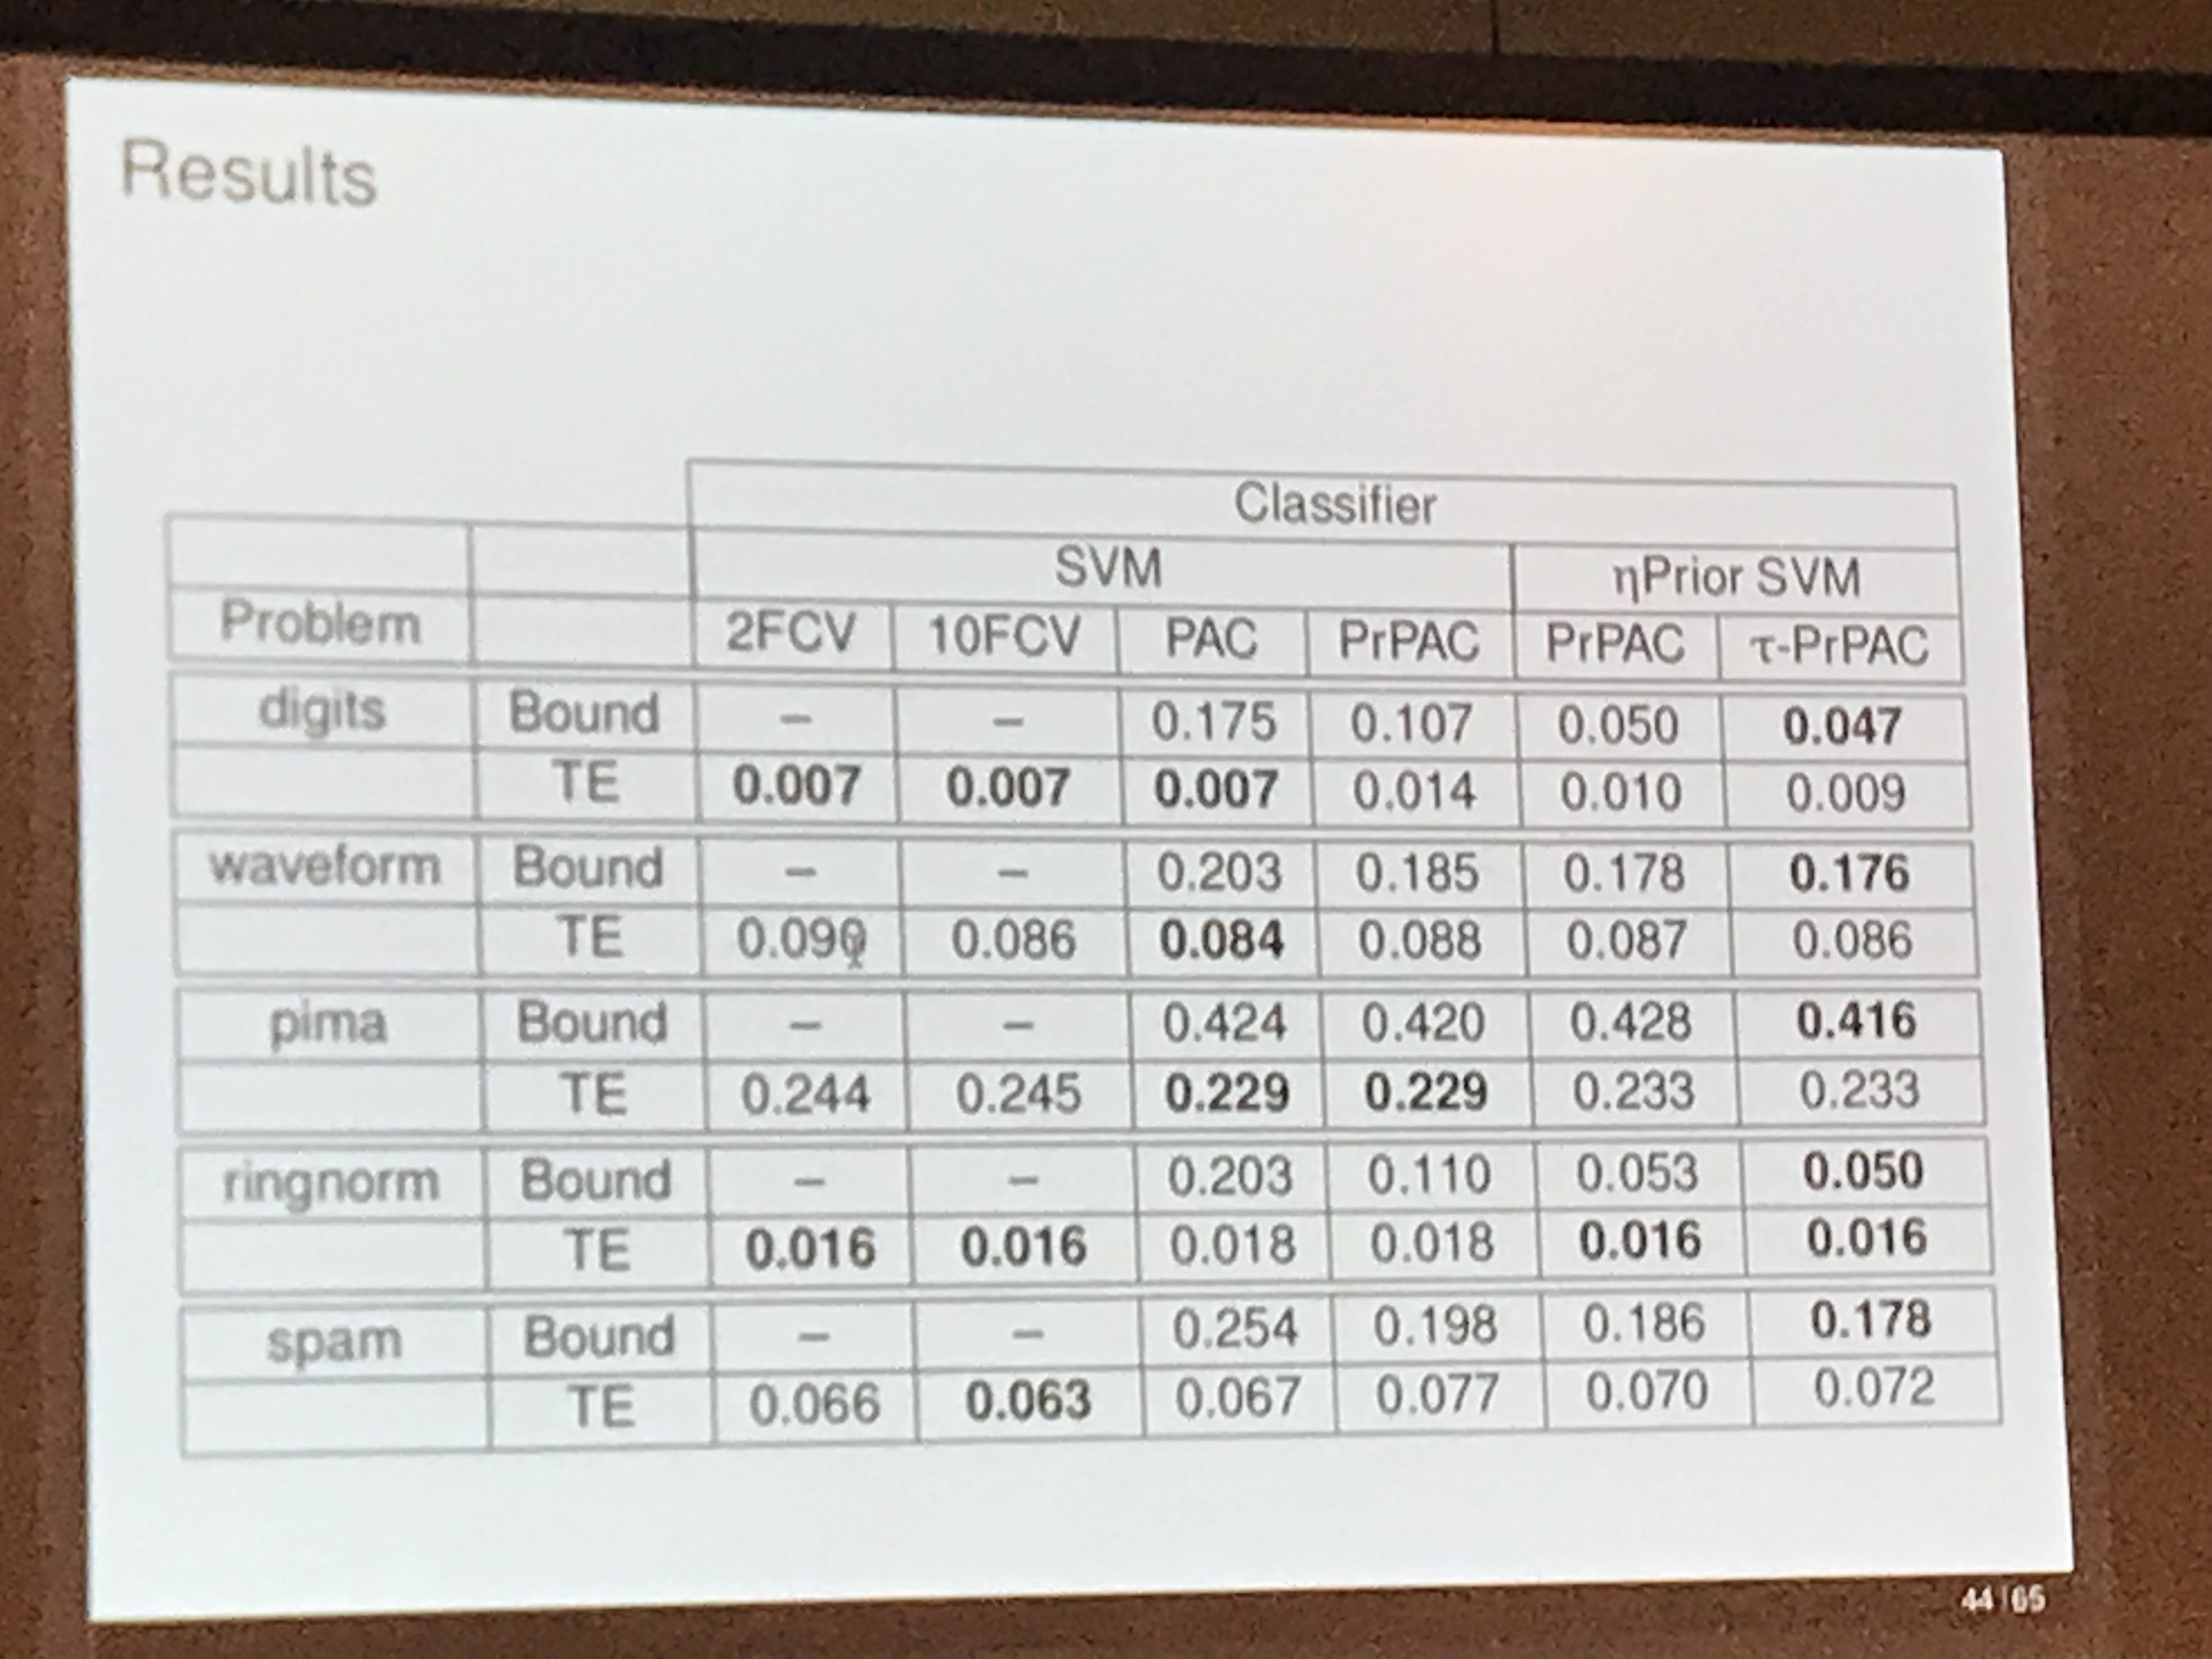 Results
Classifier
SVM ηPrior SVM
Problem 2FCV 10FCV PAC PrPAC PrPAC τ-PrPAC
digits Bound – – 0.175 0.107 0.050 0.047
TE 0.007 0.007 0.007 0.014 0.010 0.009
waveform Bound – – 0.203 0.185 0.178 0.176
TE 0.090 0.086 0.084 0.088 0.087 0.086
pima Bound – – 0.424 0.420 0.428 0.416
TE 0.244 0.245 0.229 0.229 0.233 0.233
ringnorm Bound – – 0.203 0.110 0.053 0.050
TE 0.016 0.016 0.018 0.018 0.016 0.016
spam Bound – – 0.254 0.198 0.186 0.178
TE 0.066 0.063 0.067 0.077 0.070 0.072
44 | 65